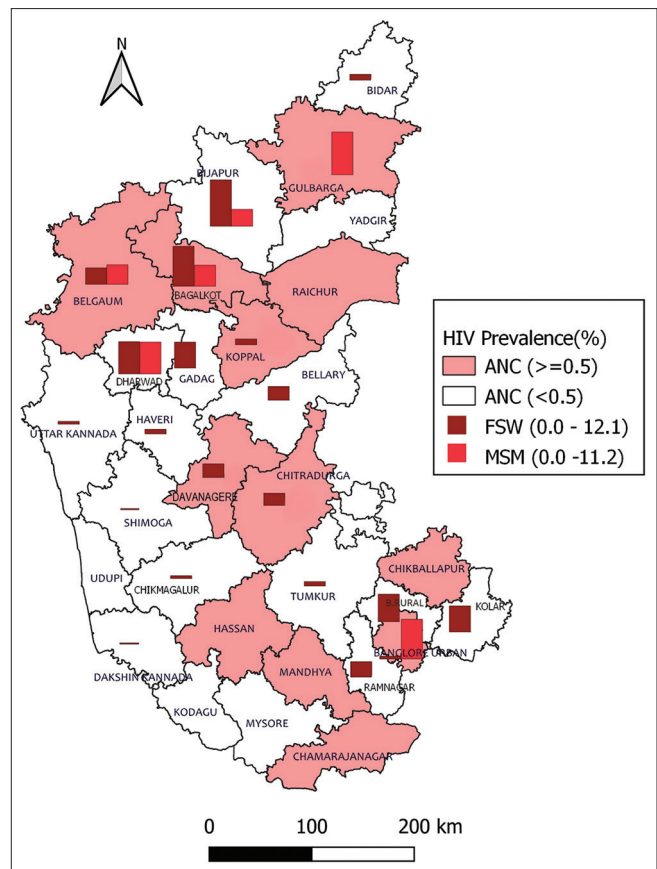 N
BIDAR
BIJAPUR
GULBARGA
YADGIR
BELGAUM
BAGALKOT
RAICHUR
HIV Prevalence(%)
ANC (>=0.5)
ANC (<0.5)
FSW (0.0 - 12.1)
MSM (0.0 -11.2)
KOPPAL
DHARWAD
GADAG
BELLARY
HAVERI
UTTAR KANNADA
CHITRADURGA
DAVANAGERE
SHIMOGA
CHIKBALLAPUR
UDUPI
CHIKMAGALUR
TUMKUR
B.RURAL
KOLAR
HASSAN
BANGLORE URBAN
DAKSHIN KANNADA
MANDHYA
RAMNAGAR
KODAGU
MYSORE
CHAMARAJANAGAR
0 100 200 km